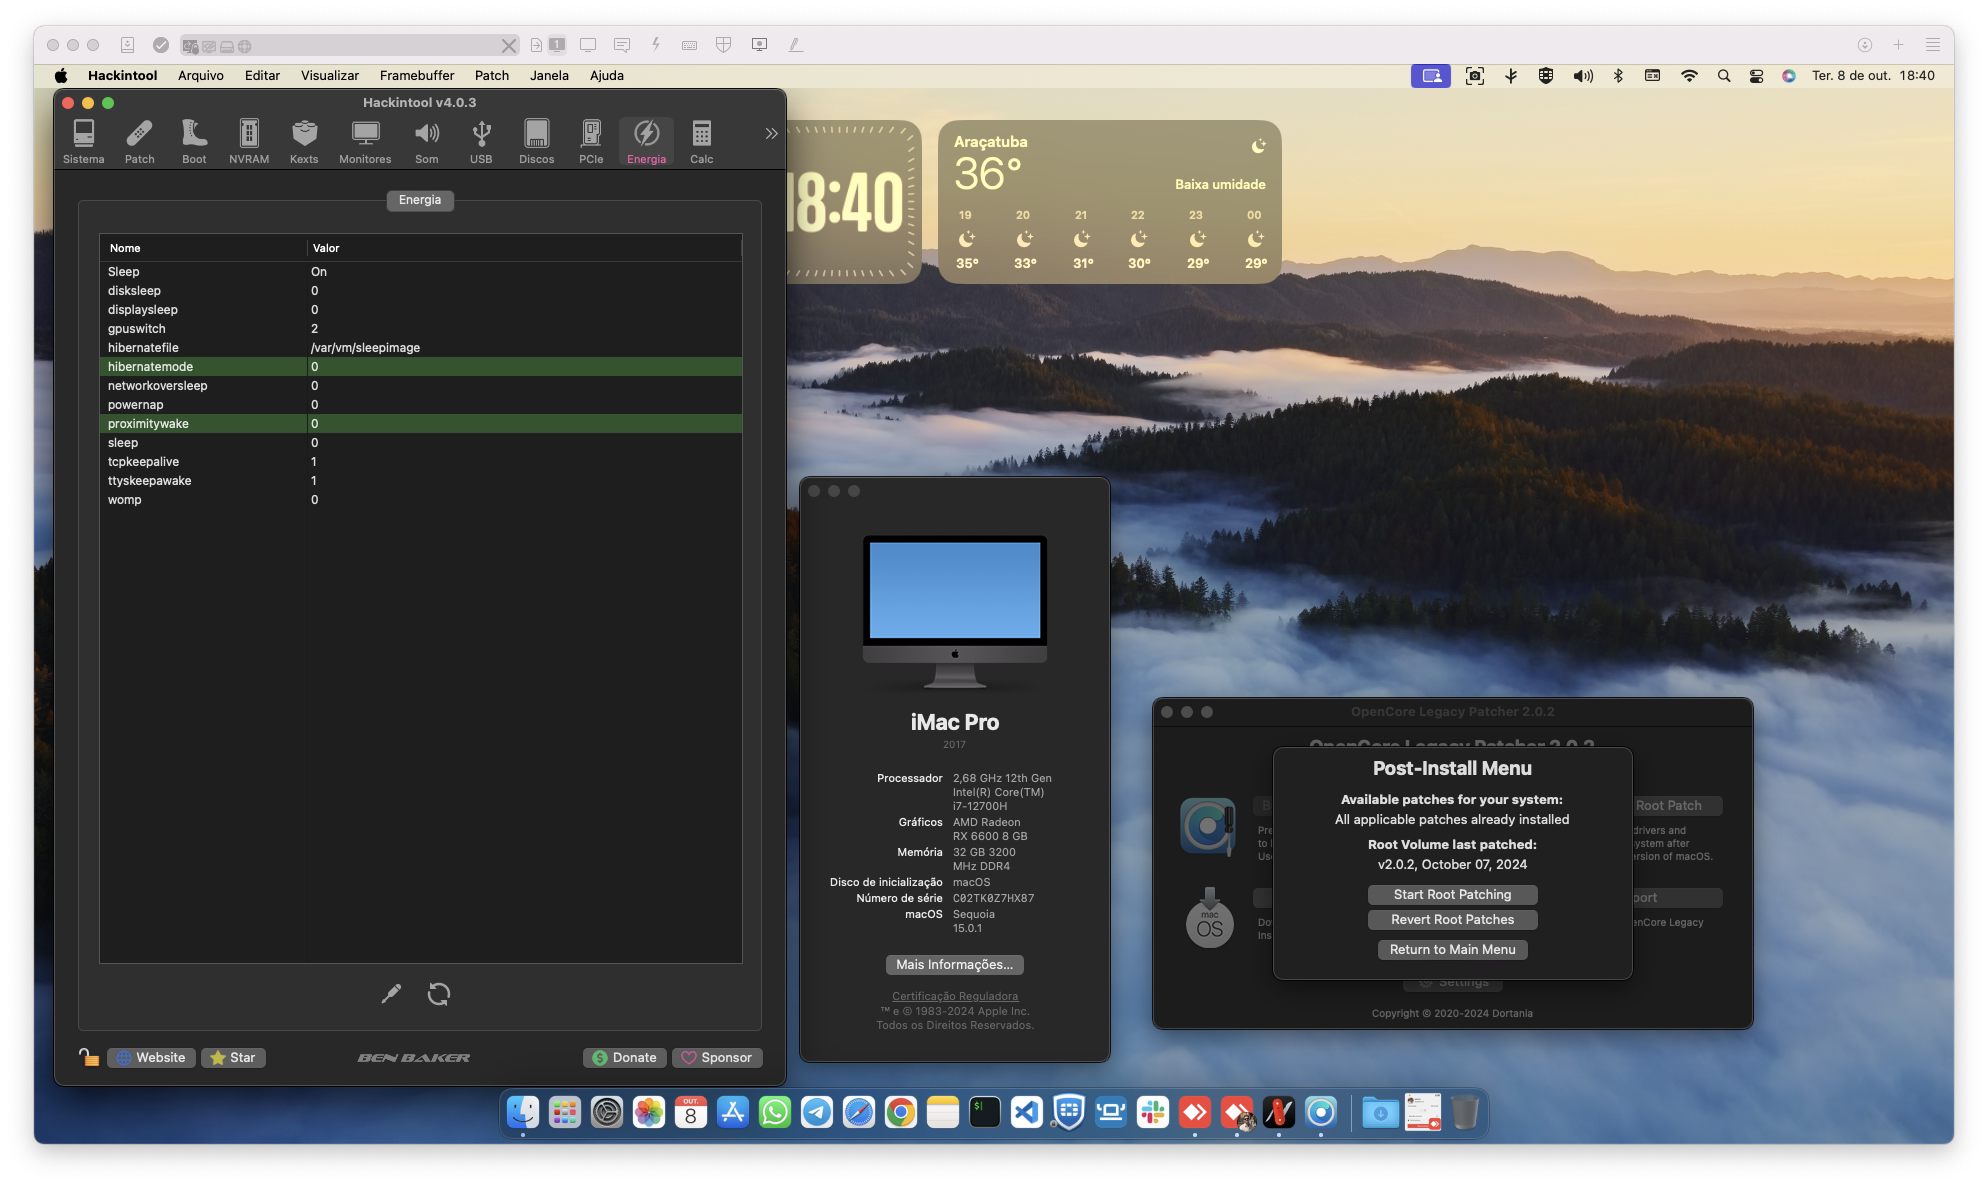 1
Hackintool Arquivo Editar Visualizar Framebuffer Patch Janela Ajuda
Ter. 8 de out. 18:40
Hackintool v4.0.3
Sistema Patch Boot NVRAM Kexts Monitores Som USB Discos PCIe Energia Calc
Energia
Nome Valor
Sleep On
disksleep 0
displaysleep 0
gpuswitch 2
hibernatefile /var/vm/sleepimage
hibernatemode 0
networkoversleep 0
powernap 0
proximitywake 0
sleep 0
tcpkeepalive 1
ttyskeepawake 1
womp 0
Website Star BEN BAKER Donate Sponsor
18:40
Araçatuba
36°
Baixa umidade
19 20 21 22 23 00
35° 33° 31° 30° 29° 29°
iMac Pro
2017
Processador 2,68 GHz 12th Gen
Intel(R) Core(TM)
i7-12700H
Gráficos AMD Radeon
RX 6600 8 GB
Memória 32 GB 3200
MHz DDR4
Disco de inicialização macOS
Número de série C02TK0Z7HX87
macOS Sequoia
15.0.1
Mais Informações...
Certificação Reguladora
™ e © 1983-2024 Apple Inc.
Todos os Direitos Reservados.
OpenCore Legacy Patcher 2.0.2
OpenCore Legacy Patcher 2.0.2
Post-Install Menu
Available patches for your system:
All applicable patches already installed
Root Volume last patched:
v2.0.2, October 07, 2024
Start Root Patching
Revert Root Patches
Return to Main Menu
Root Patch
drivers and
ystem after
ersion of macOS.
port
enCore Legacy
mac
OS
Settings
Copyright © 2020-2024 Dortania
OUT.
8